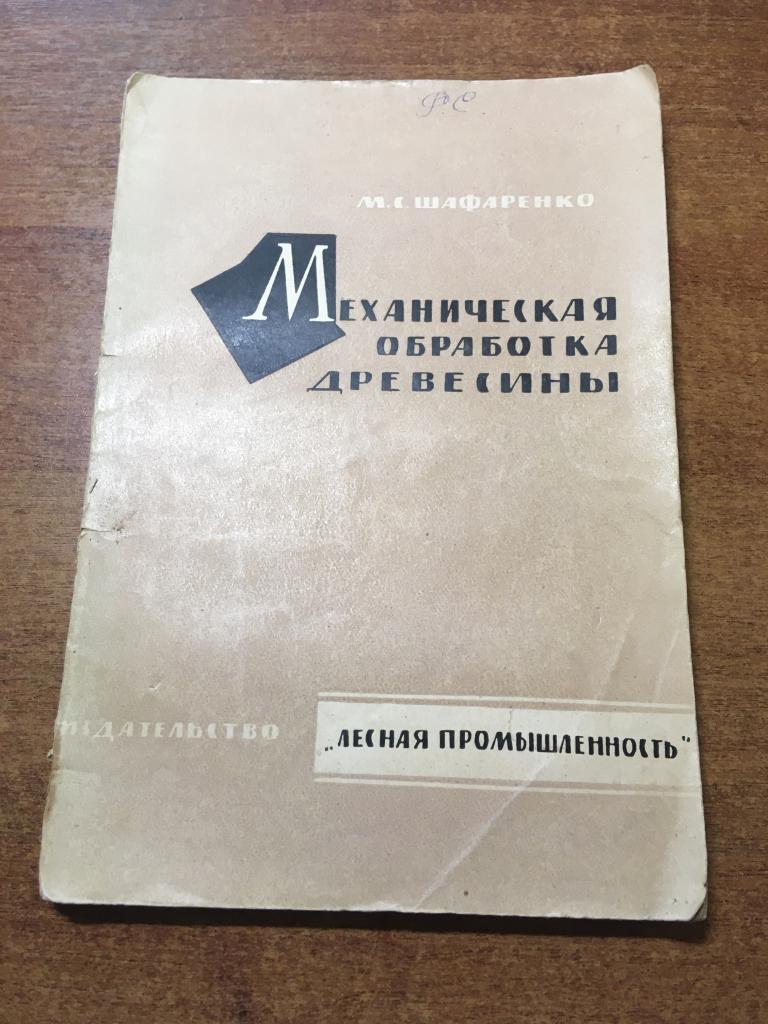 М.С. ШАФАРЕНКО
МЕХАНИЧЕСКАЯ
ОБРАБОТКА
ДРЕВЕСИНЫ
ИЗДАТЕЛЬСТВО „ЛЕСНАЯ ПРОМЫШЛЕННОСТЬ"